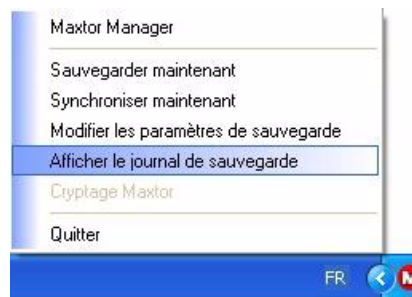 Maxtor Manager
Sauvegarder maintenant
Synchroniser maintenant
Modifier les paramètres de sauvegarde
Afficher le journal de sauvegarde
Cryptage Maxtor
Quitter
FR